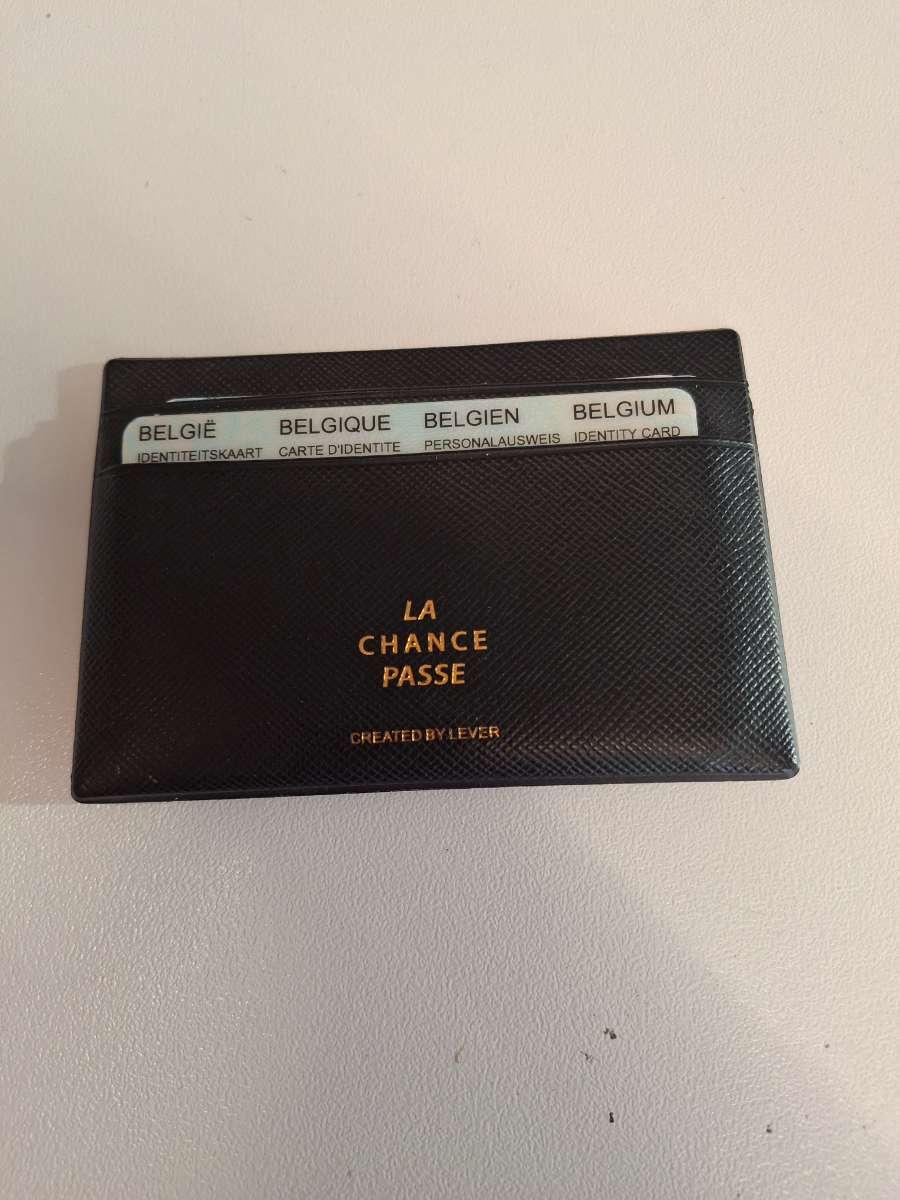 BELGIË BELGIQUE BELGIEN BELGIUM
IDENTITEITSKAART CARTE D'IDENTITE PERSONALAUSWEIS IDENTITY CARD
LA
CHANCE
PASSE
CREATED BY LEVER